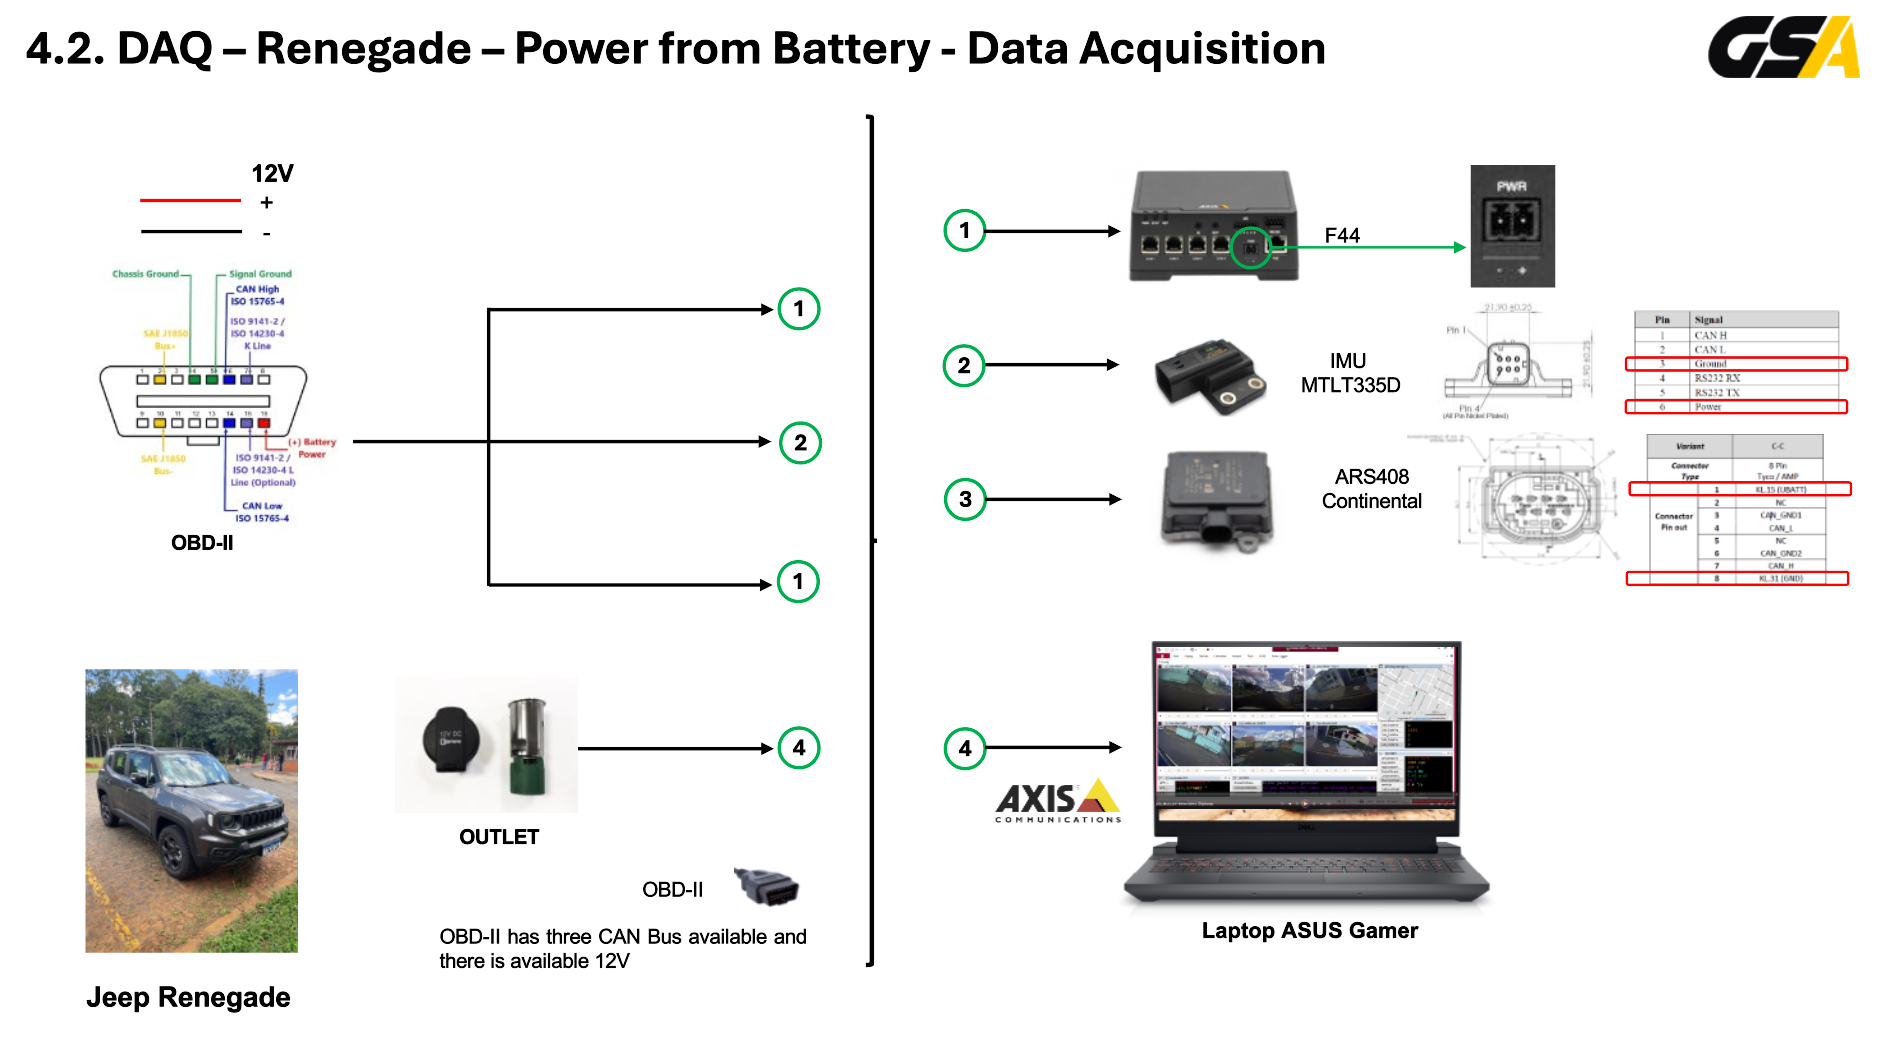 4.2. DAQ – Renegade – Power from Battery - Data Acquisition
GSA
12V
+
-
Chassis Ground
Signal Ground
CAN High
ISO 15765-4
ISO 9141-2 /
ISO 14230-4
K Line
SAE J1850
Bus+
1 2 3 4 5 6 7 8
9 10 11 12 13 14 15 16
(+) Battery
Power
SAE J1850
Bus-
ISO 9141-2 /
ISO 14230-4 L
Line (Optional)
CAN Low
ISO 15765-4
OBD-II
1
2
1
4
12V DC
OUTLET
OBD-II
OBD-II has three CAN Bus available and
there is available 12V
Jeep Renegade
1
AXIS
F44
PWR
2
IMU
MTLT335D
21.90 ±0.25
Pin 1
21.90 ±0.25
Pin 4
(All Pin Nickel Plated)
Pin Signal
1 CAN H
2 CAN L
3 Ground
4 RS232 RX
5 RS232 TX
6 Power
3
ARS408
Continental
Variant C-C
Connector Type 8 Pin Tyco / AMP
Connector Pin out
1 KL.15 (UBATT)
2 NC
3 CAN_GND1
4 CAN_L
5 NC
6 CAN_GND2
7 CAN_H
8 KL.31 (GND)
4
AXIS
COMMUNICATIONS
DELL
Laptop ASUS Gamer